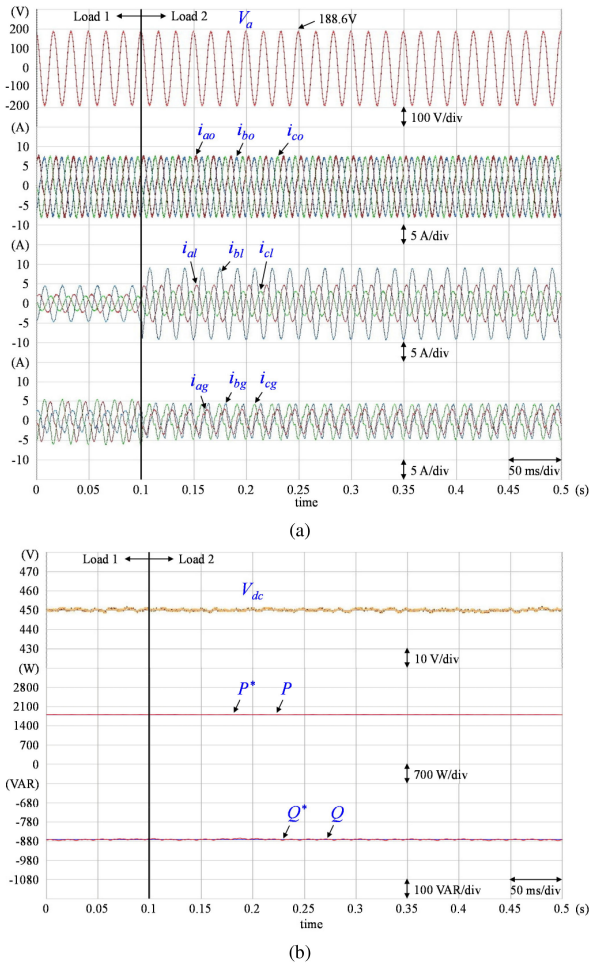 (V) Load 1 Load 2 Va 188.6V
200
100
0
-100
-200
100 V/div
(A)
10
iao ibo ico
5
0
-5
-10
5 A/div
(A)
10
ial ibl icl
5
0
-5
-10
5 A/div
(A)
10
iag ibg icg
5
0
-5
-10
5 A/div 50 ms/div
0 0.05 0.1 0.15 0.2 0.25 0.3 0.35 0.4 0.45 0.5 (s)
time
(a)
(V) Load 1 Load 2
470
460
Vdc
450
440
430
10 V/div
(W)
2800
P* P
2100
1400
700
0
700 W/div
(VAR)
-680
-780
Q* Q
-880
-980
-1080
100 VAR/div 50 ms/div
0 0.05 0.1 0.15 0.2 0.25 0.3 0.35 0.4 0.45 0.5 (s)
time
(b)